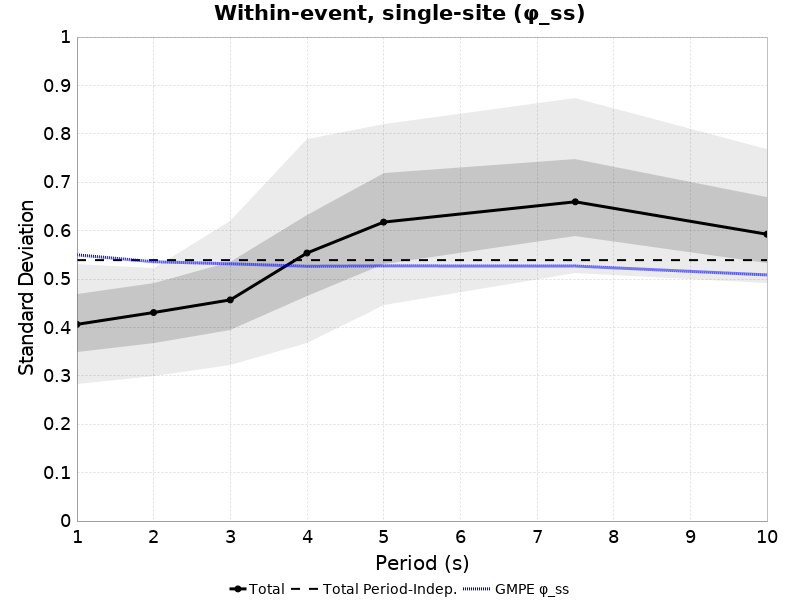 Within-event, single-site (φ_ss)
Standard Deviation
1
0.9
0.8
0.7
0.6
0.5
0.4
0.3
0.2
0.1
0
1 2 3 4 5 6 7 8 9 10
Period (s)
Total Total Period-Indep. GMPE φ_ss